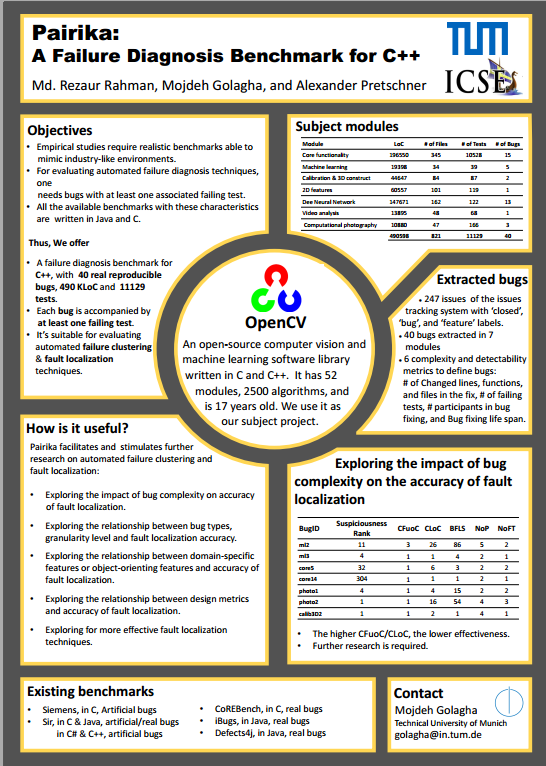 Pairika:
A Failure Diagnosis Benchmark for C++
Md. Rezaur Rahman, Mojdeh Golagha, and Alexander Pretschner
TUM
ICSE
Objectives
• Empirical studies require realistic benchmarks able to
mimic industry-like environments.
• For evaluating automated failure diagnosis techniques,
one
needs bugs with at least one associated failing test.
• All the available benchmarks with these characteristics
are written in Java and C.
Thus, We offer
• A failure diagnosis benchmark for
C++, with 40 real reproducible
bugs, 490 KLoC and 11129
tests.
• Each bug is accompanied by
at least one failing test.
• It's suitable for evaluating
automated failure clustering
& fault localization
techniques.
Subject modules
Module LoC # of Files # of Tests # of Bugs
Core functionality 196550 345 10528 15
Machine learning 19398 34 39 5
Calibration & 3D construct 44647 84 87 2
2D features 60557 101 119 1
Dee Neural Network 147671 162 122 13
Video analysis 13895 48 68 1
Computational photography 10880 47 166 3
490598 821 11129 40
OpenCV
An open-source computer vision and
machine learning software library
written in C and C++. It has 52
modules, 2500 algorithms, and
is 17 years old. We use it as
our subject project.
Extracted bugs
• 247 issues of the issues
tracking system with 'closed',
'bug', and 'feature' labels.
• 40 bugs extracted in 7
modules
• 6 complexity and detectability
metrics to define bugs:
# of Changed lines, functions,
and files in the fix, # of failing
tests, # participants in bug
fixing, and Bug fixing life span.
How is it useful?
Pairika facilitates and stimulates further
research on automated failure clustering and
fault localization:
• Exploring the impact of bug complexity on accuracy
of fault localization.
• Exploring the relationship between bug types,
granularity level and fault localization accuracy.
• Exploring the relationship between domain-specific
features or object-orienting features and accuracy of
fault localization.
• Exploring the relationship between design metrics
and accuracy of fault localization.
• Exploring for more effective fault localization
techniques.
Exploring the impact of bug
complexity on the accuracy of fault
localization
BugID Suspiciousness Rank CFuoC CLoC BFLS NoP NoFT
ml2 11 3 26 86 5 2
ml3 4 1 1 4 2 1
core5 32 1 6 3 2 2
core14 304 1 1 1 2 1
photo1 4 1 4 15 2 2
photo2 1 1 16 54 4 3
calib3D2 1 1 2 1 4 1
• The higher CFuoC/CLoC, the lower effectiveness.
• Further research is required.
Existing benchmarks
• Siemens, in C, Artificial bugs
• Sir, in C & Java, artificial/real bugs
in C# & C++, artificial bugs
• CoREBench, in C, real bugs
• iBugs, in Java, real bugs
• Defects4j, in Java, real bugs
Contact
Mojdeh Golagha
Technical University of Munich
golagha@in.tum.de